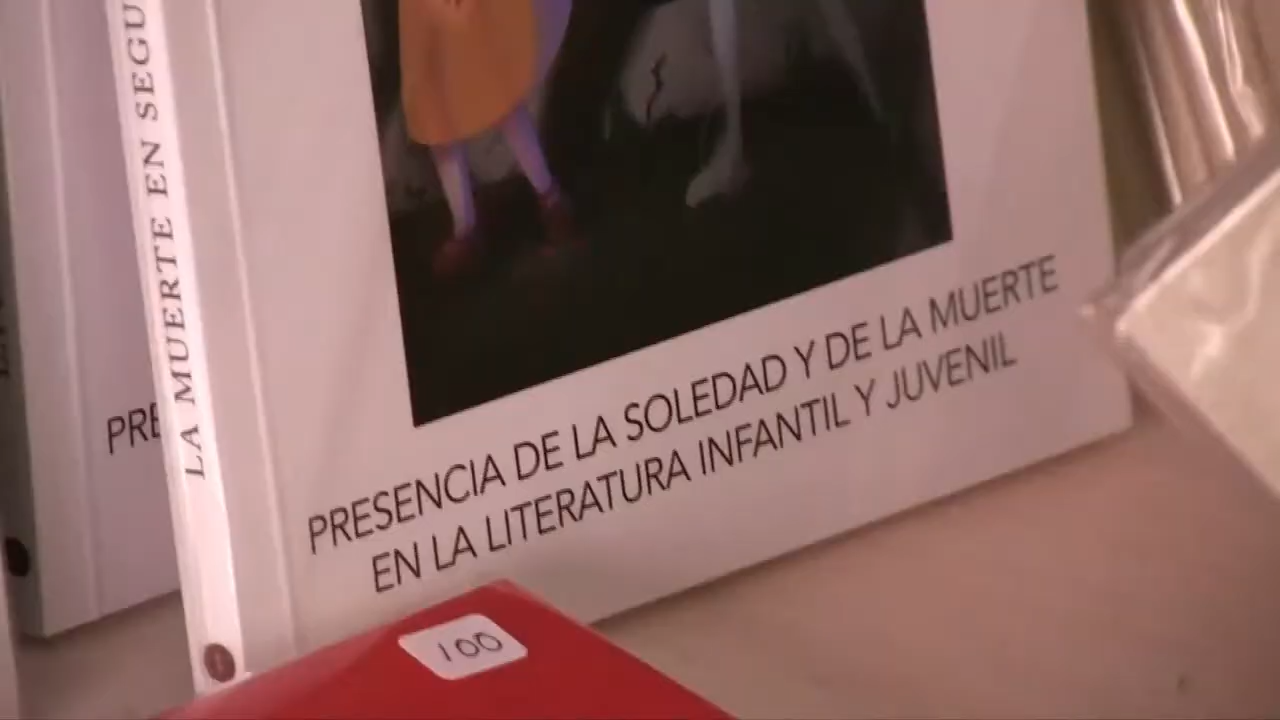 LA MUERTE EN SEGU
PRE
PRESENCIA DE LA SOLEDAD Y DE LA MUERTE
EN LA LITERATURA INFANTIL Y JUVENIL
100